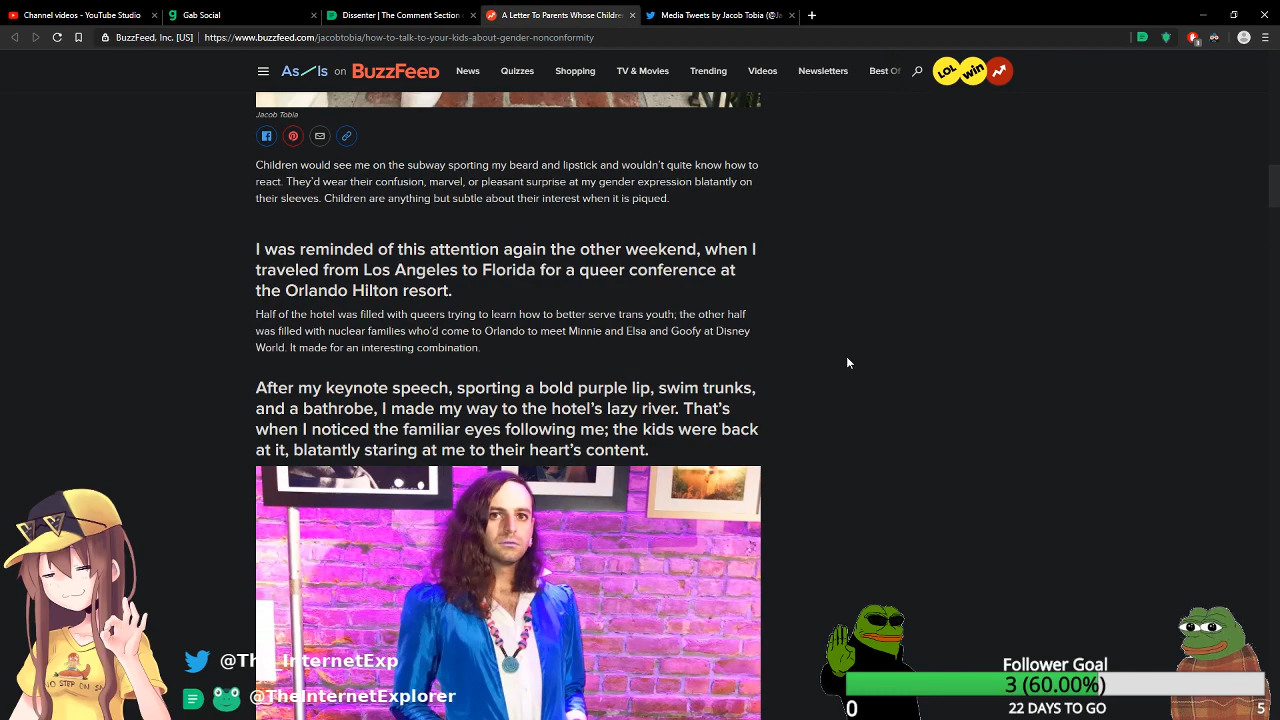 Channel videos - YouTube Studio
Gab Social
Dissenter | The Comment Section
A Letter To Parents Whose Childre
Media Tweets by Jacob Tobia (@Ja
BuzzFeed, Inc. [US] https://www.buzzfeed.com/jacobtobia/how-to-talk-to-your-kids-about-gender-nonconformity
As/Is on BuzzFeed News Quizzes Shopping TV & Movies Trending Videos Newsletters Best Of LOL win
Jacob Tobia
Children would see me on the subway sporting my beard and lipstick and wouldn't quite know how to
react. They'd wear their confusion, marvel, or pleasant surprise at my gender expression blatantly on
their sleeves. Children are anything but subtle about their interest when it is piqued.
I was reminded of this attention again the other weekend, when I
traveled from Los Angeles to Florida for a queer conference at
the Orlando Hilton resort.
Half of the hotel was filled with queers trying to learn how to better serve trans youth; the other half
was filled with nuclear families who'd come to Orlando to meet Minnie and Elsa and Goofy at Disney
World. It made for an interesting combination.
After my keynote speech, sporting a bold purple lip, swim trunks,
and a bathrobe, I made my way to the hotel's lazy river. That's
when I noticed the familiar eyes following me; the kids were back
at it, blatantly staring at me to their heart's content.
@The_InternetExp
@TheInternetExplorer
Follower Goal
3 (60.00%)
0 22 DAYS TO GO 5